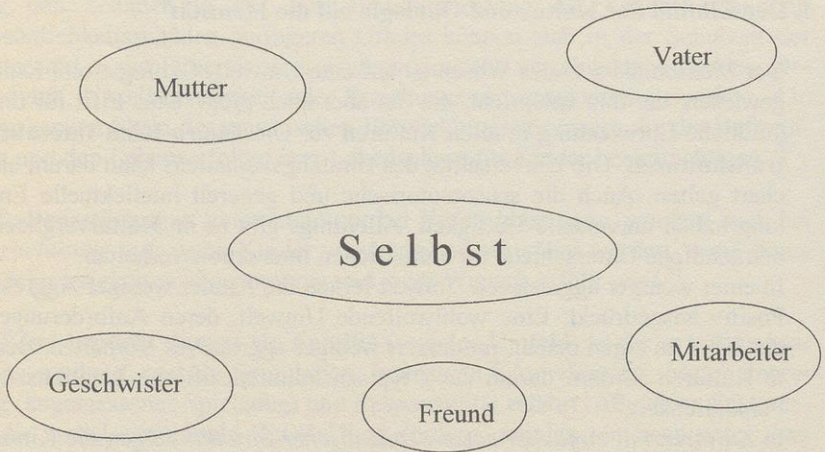 Vater
Mutter
Selbst
Mitarbeiter
Geschwister
Freund